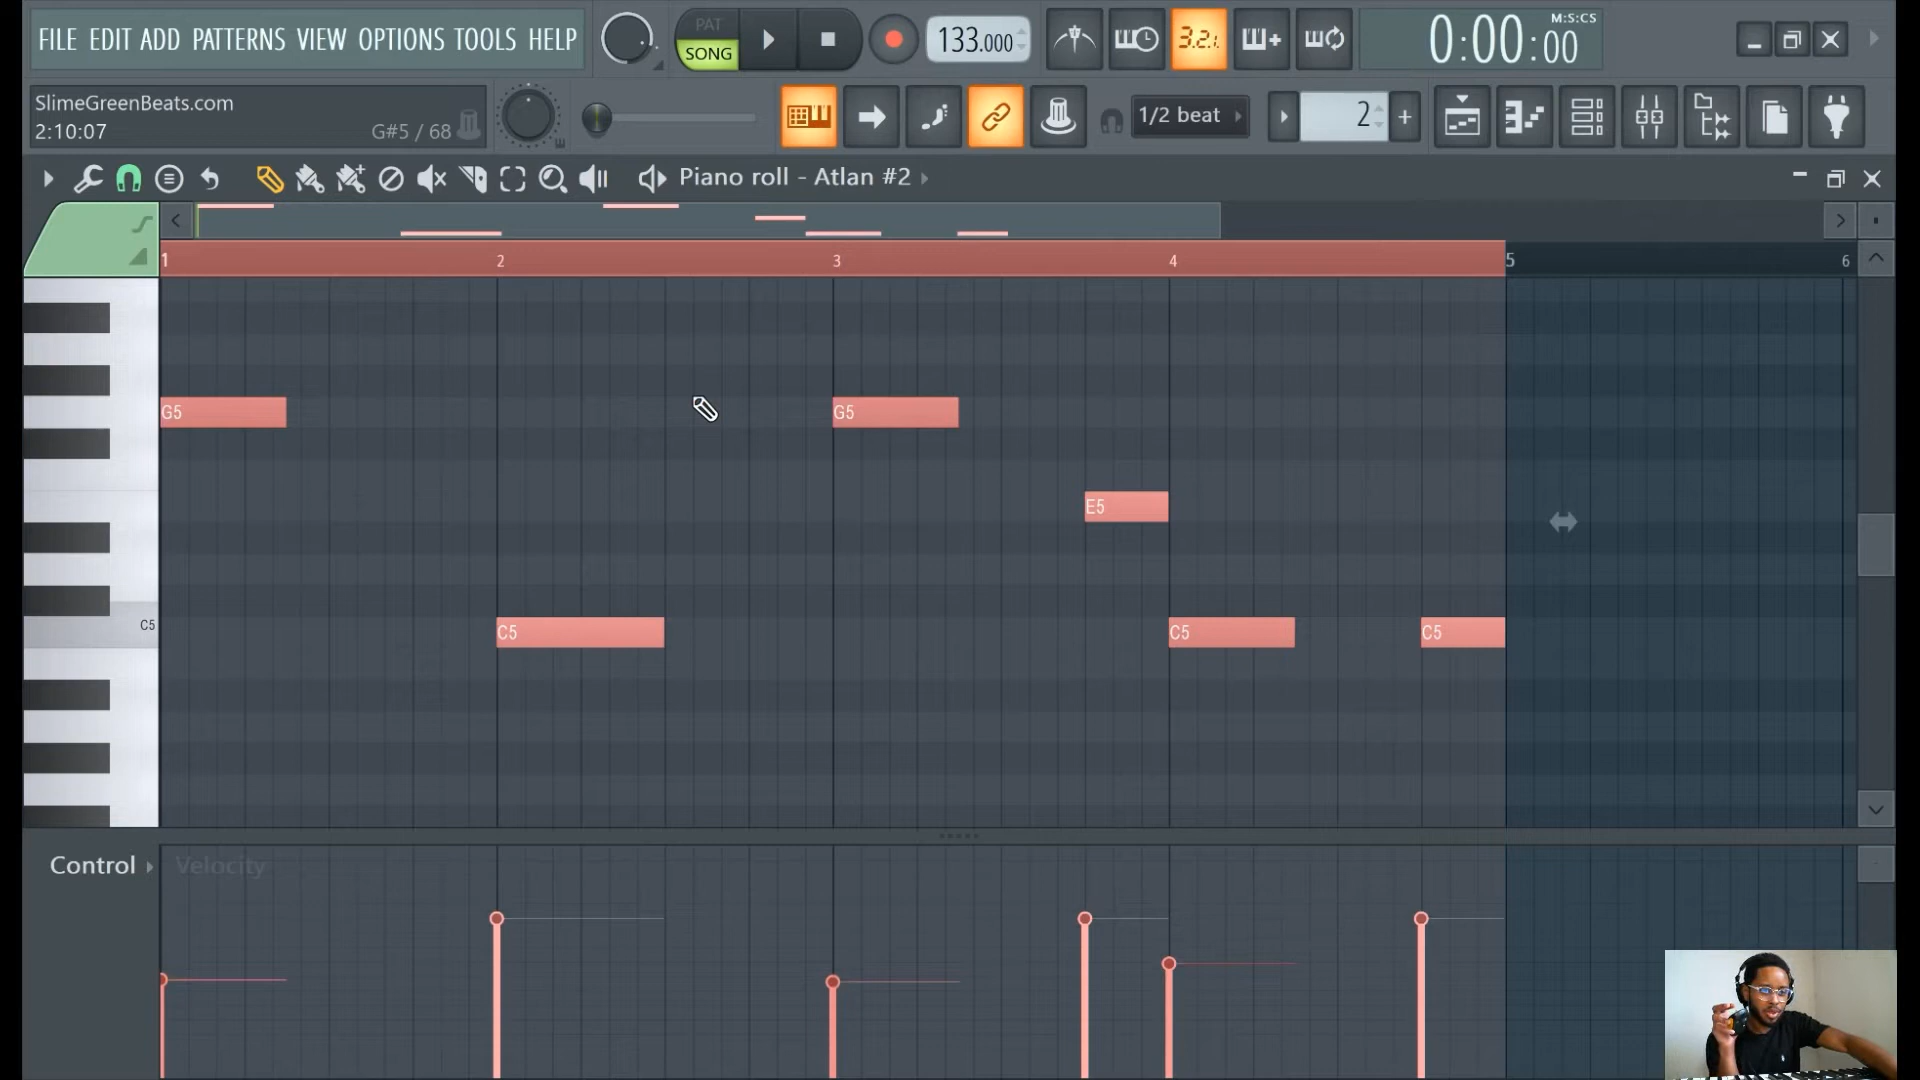 FILE EDIT ADD PATTERNS VIEW OPTIONS TOOLS HELP
PAT
SONG
133.000
3.2.1.
M:S:CS
0:00:00
SlimeGreenBeats.com
2:10:07
G#5 / 68
1/2 beat
2
Piano roll - Atlan #2
1 2 3 4 5 6
G5
G5
E5
C5
C5
C5
C5
Control
Velocity